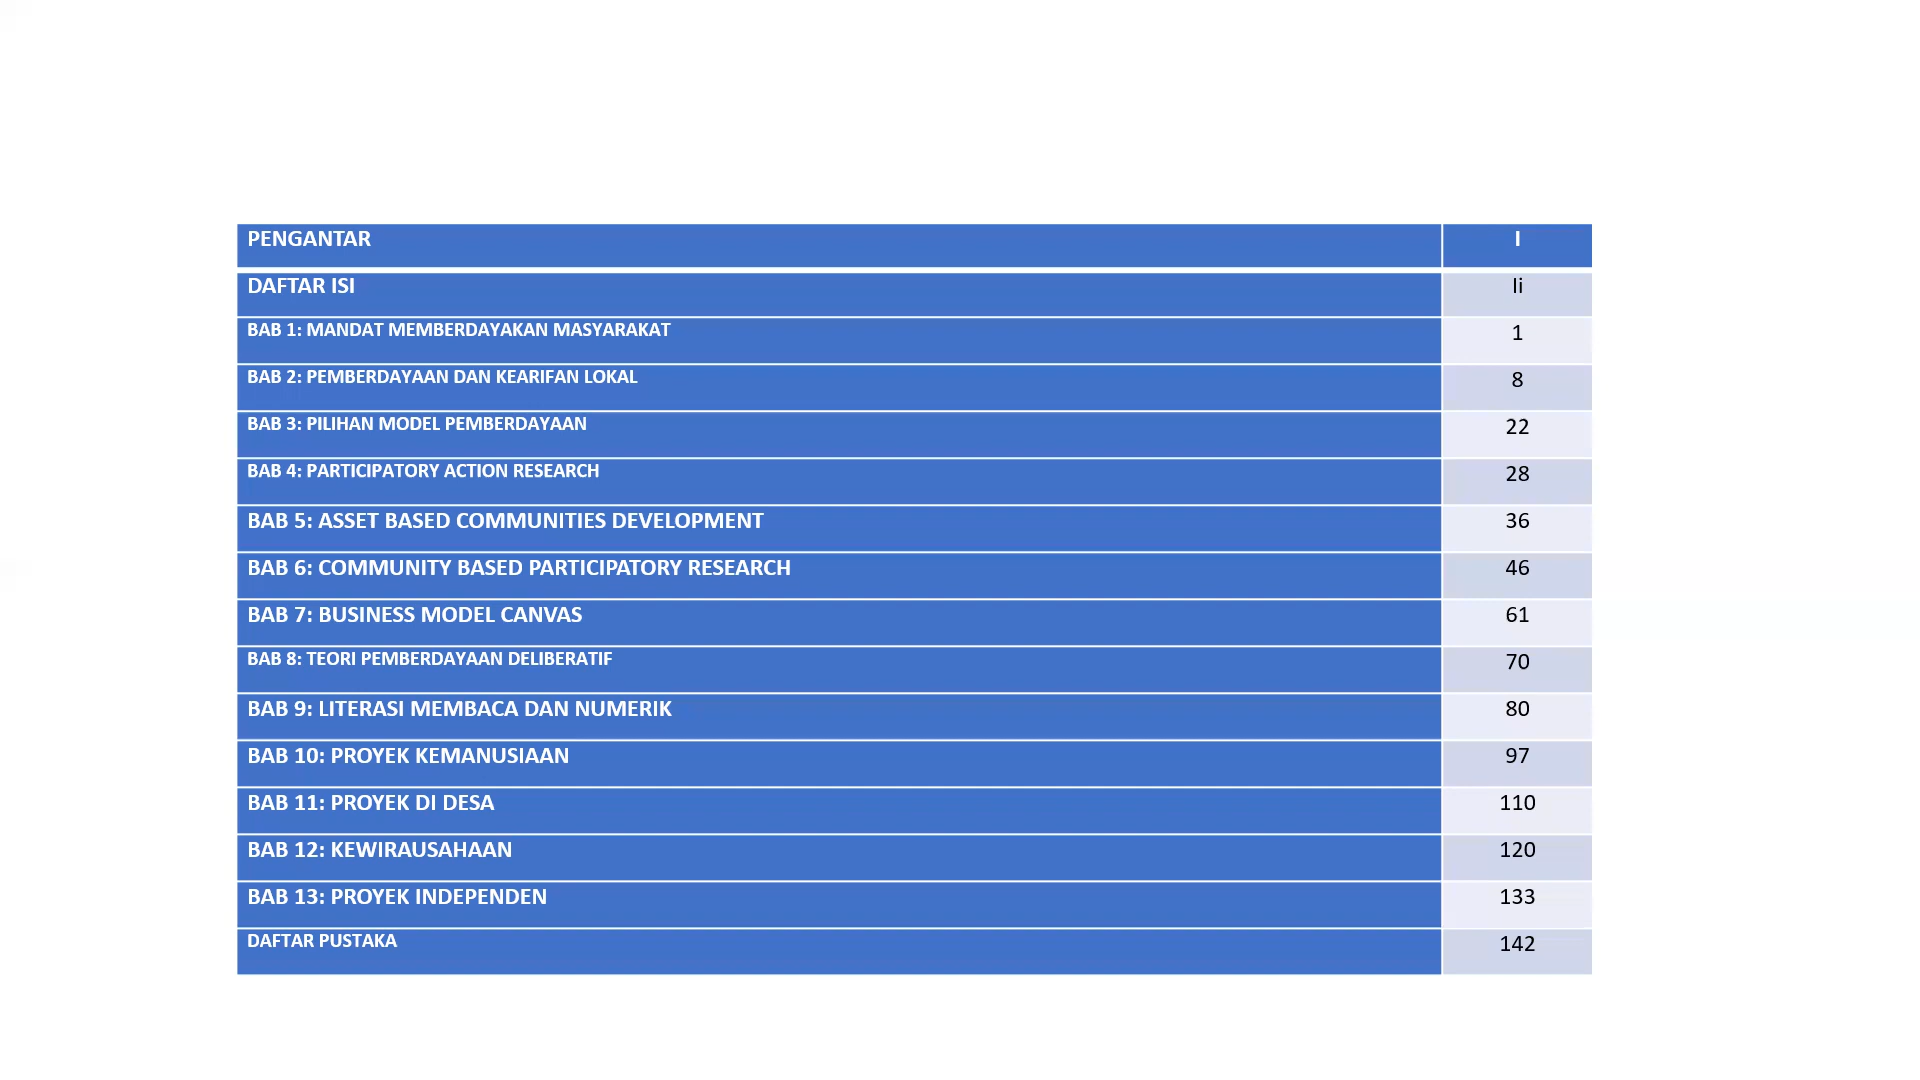 PENGANTAR I
DAFTAR ISI Ii
BAB 1: MANDAT MEMBERDAYAKAN MASYARAKAT 1
BAB 2: PEMBERDAYAAN DAN KEARIFAN LOKAL 8
BAB 3: PILIHAN MODEL PEMBERDAYAAN 22
BAB 4: PARTICIPATORY ACTION RESEARCH 28
BAB 5: ASSET BASED COMMUNITIES DEVELOPMENT 36
BAB 6: COMMUNITY BASED PARTICIPATORY RESEARCH 46
BAB 7: BUSINESS MODEL CANVAS 61
BAB 8: TEORI PEMBERDAYAAN DELIBERATIF 70
BAB 9: LITERASI MEMBACA DAN NUMERIK 80
BAB 10: PROYEK KEMANUSIAAN 97
BAB 11: PROYEK DI DESA 110
BAB 12: KEWIRAUSAHAAN 120
BAB 13: PROYEK INDEPENDEN 133
DAFTAR PUSTAKA 142